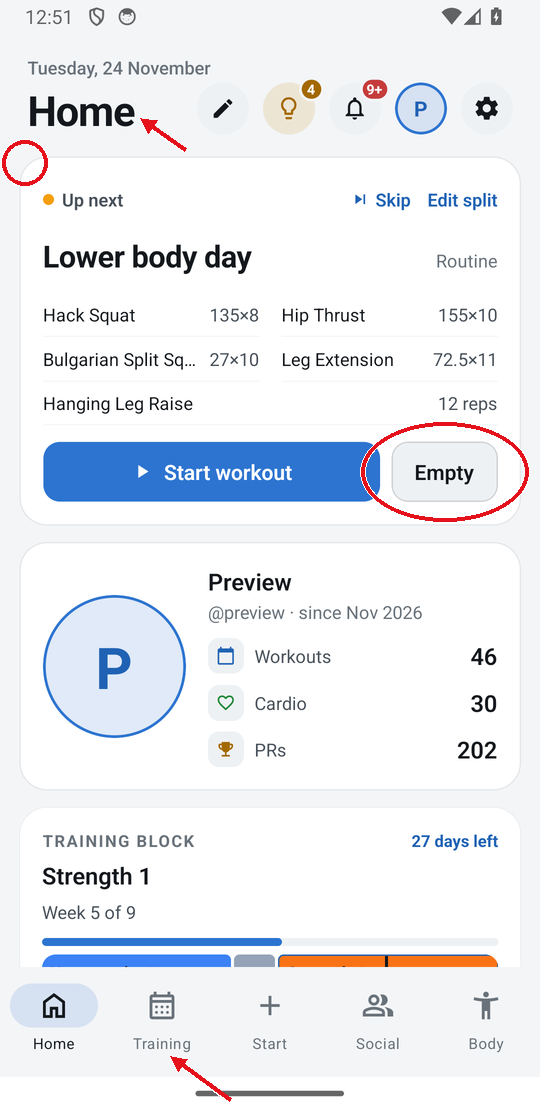 12:51
Tuesday, 24 November
Home
4
9+
P
Up next
Skip
Edit split
Lower body day
Routine
Hack Squat 135×8
Hip Thrust 155×10
Bulgarian Split Sq... 27×10
Leg Extension 72.5×11
Hanging Leg Raise 12 reps
Start workout
Empty
P
Preview
@preview · since Nov 2026
Workouts 46
Cardio 30
PRs 202
TRAINING BLOCK
27 days left
Strength 1
Week 5 of 9
Home
Training
Start
Social
Body